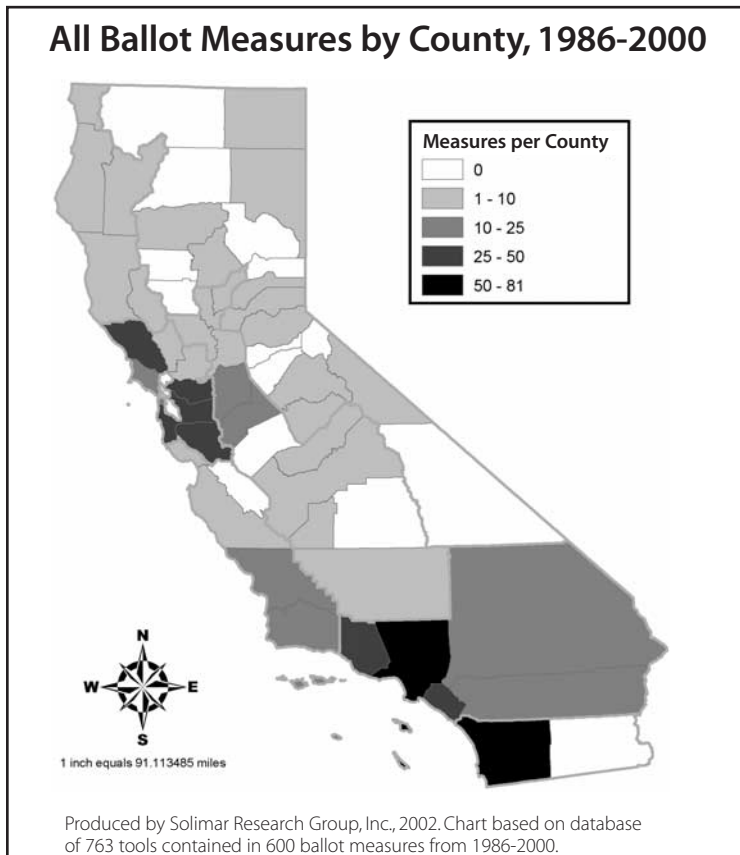 All Ballot Measures by County, 1986-2000
Measures per County
0
1 - 10
10 - 25
25 - 50
50 - 81
N
W E
S
1 inch equals 91.113485 miles
Produced by Solimar Research Group, Inc., 2002. Chart based on database
of 763 tools contained in 600 ballot measures from 1986-2000.